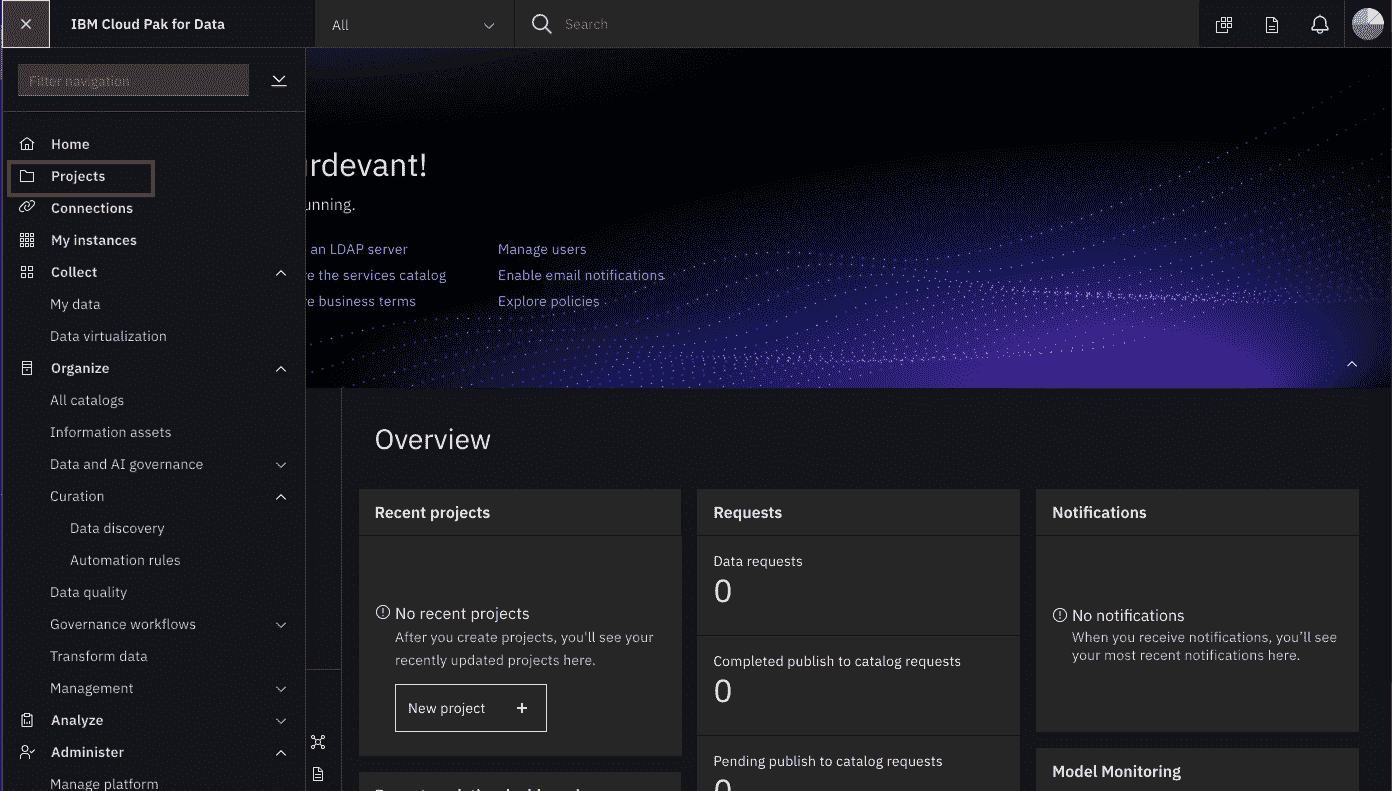 IBM Cloud Pak for Data
All
Search
Filter navigation
Home
Projects
Connections
My instances
Collect
My data
Data virtualization
Organize
All catalogs
Information assets
Data and AI governance
Curation
Data discovery
Automation rules
Data quality
Governance workflows
Transform data
Management
Analyze
Administer
Manage platform
rdevant!
unning.
an LDAP server
Manage users
re the services catalog
Enable email notifications
re business terms
Explore policies
Overview
Recent projects
No recent projects
After you create projects, you'll see your
recently updated projects here.
New project +
Requests
Data requests
0
Completed publish to catalog requests
0
Pending publish to catalog requests
0
Notifications
No notifications
When you receive notifications, you’ll see
your most recent notifications here.
Model Monitoring